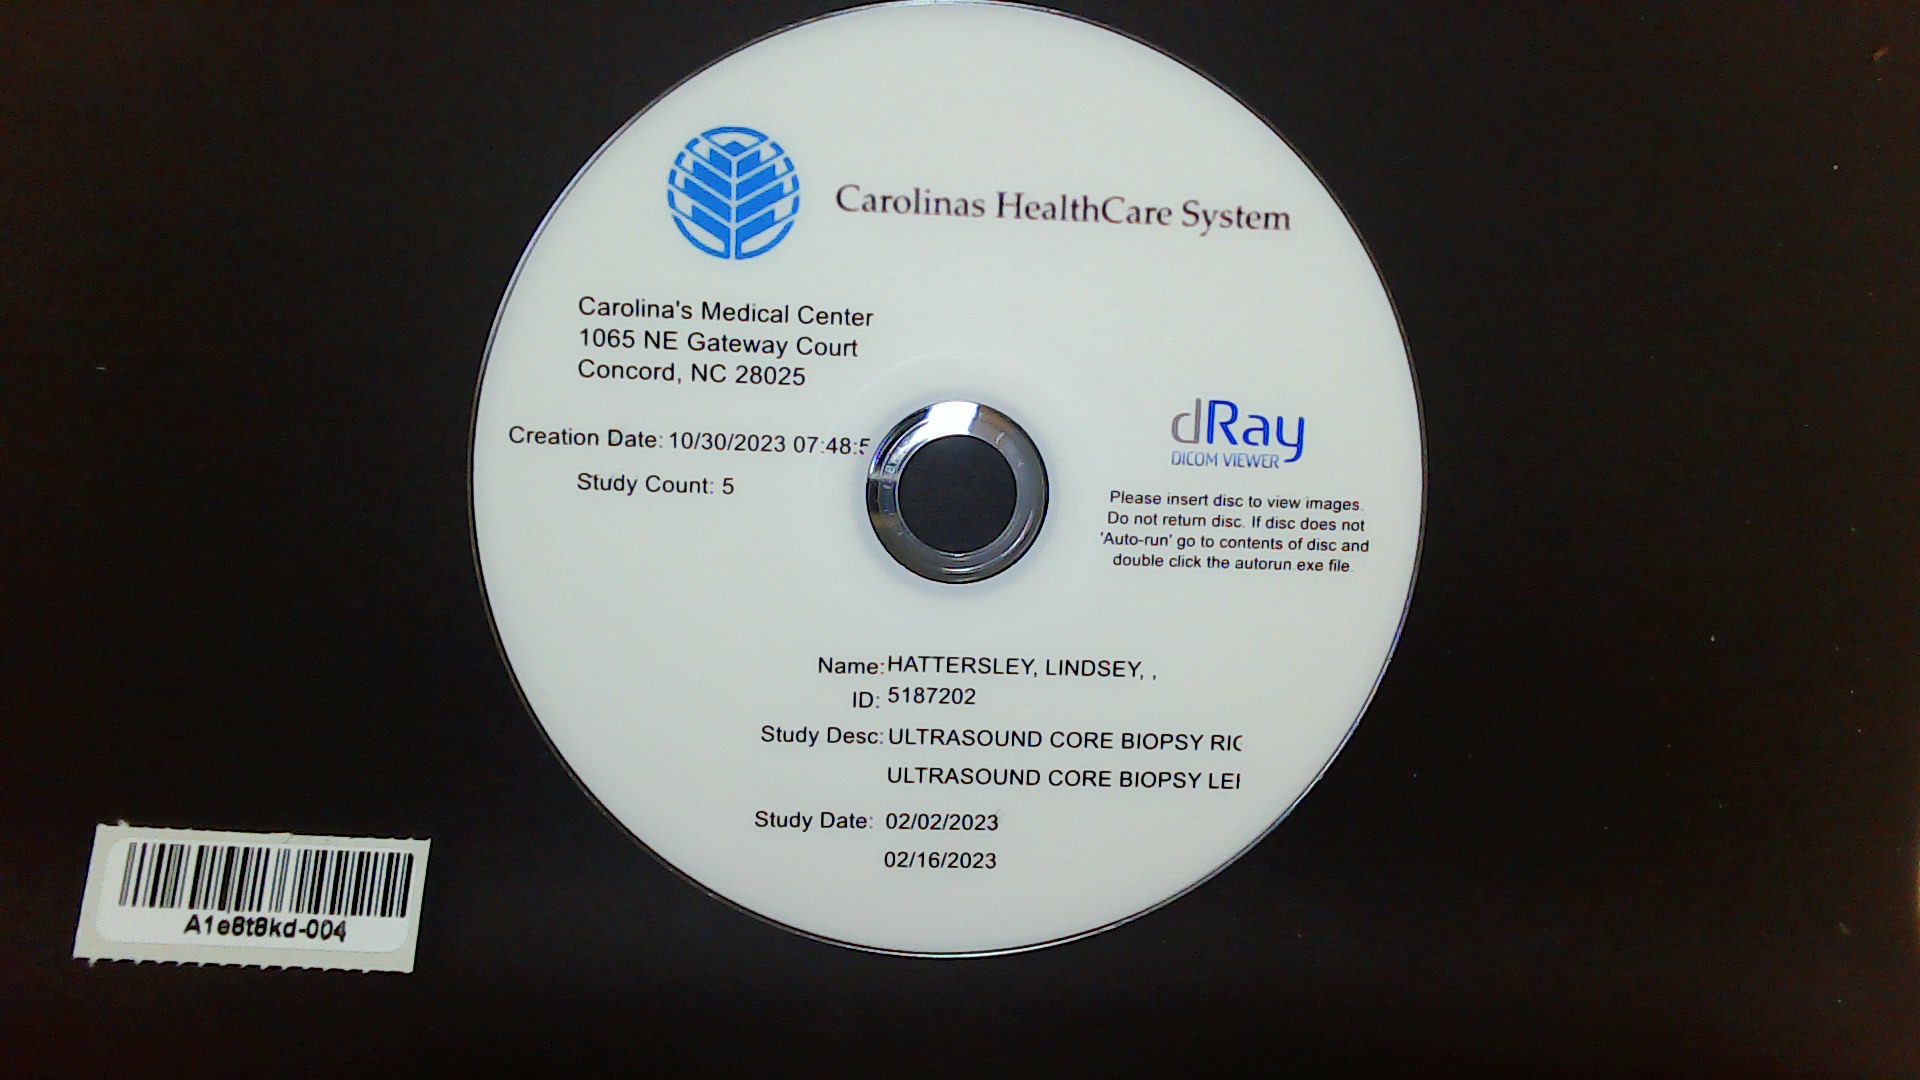 Carolinas HealthCare System
Carolina's Medical Center
1065 NE Gateway Court
Concord, NC 28025
Creation Date: 10/30/2023 07:48:5
Study Count: 5
dRay
DICOM VIEWER
Please insert disc to view images.
Do not return disc. If disc does not
'Auto-run' go to contents of disc and
double click the autorun exe file.
Name: HATTERSLEY, LINDSEY, ,
ID: 5187202
Study Desc: ULTRASOUND CORE BIOPSY RIG
ULTRASOUND CORE BIOPSY LEF
Study Date: 02/02/2023
02/16/2023
A1e8t8kd-004